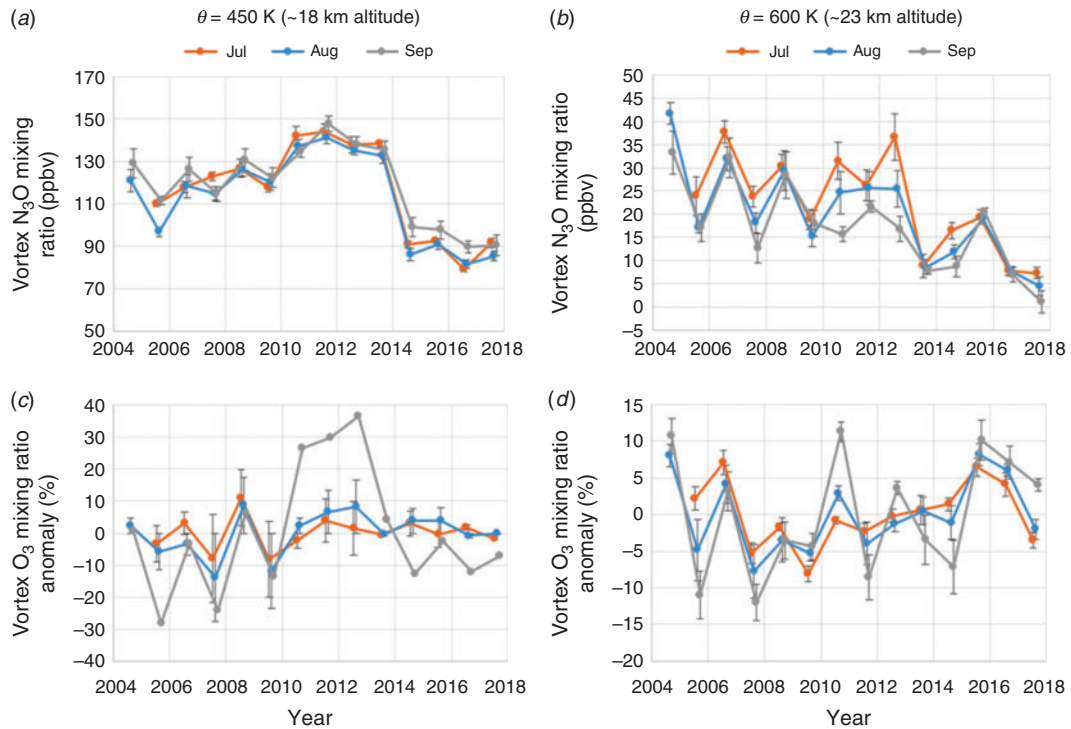 (a)
θ = 450 K (~18 km altitude)
Jul Aug Sep
Vortex N3O mixing
ratio (ppbv)
170
150
130
110
90
70
50
2004 2006 2008 2010 2012 2014 2016 2018
(b)
θ = 600 K (~23 km altitude)
Jul Aug Sep
Vortex N3O mixing ratio
(ppbv)
50
45
40
35
30
25
20
15
10
5
0
–5
2004 2006 2008 2010 2012 2014 2016 2018
(c)
Vortex O3 mixing ratio
anomaly (%)
40
30
20
10
0
–10
–20
–30
–40
2004 2006 2008 2010 2012 2014 2016 2018
Year
(d)
Vortex O3 mixing ratio
anomaly (%)
15
10
5
0
–5
–10
–15
–20
2004 2006 2008 2010 2012 2014 2016 2018
Year